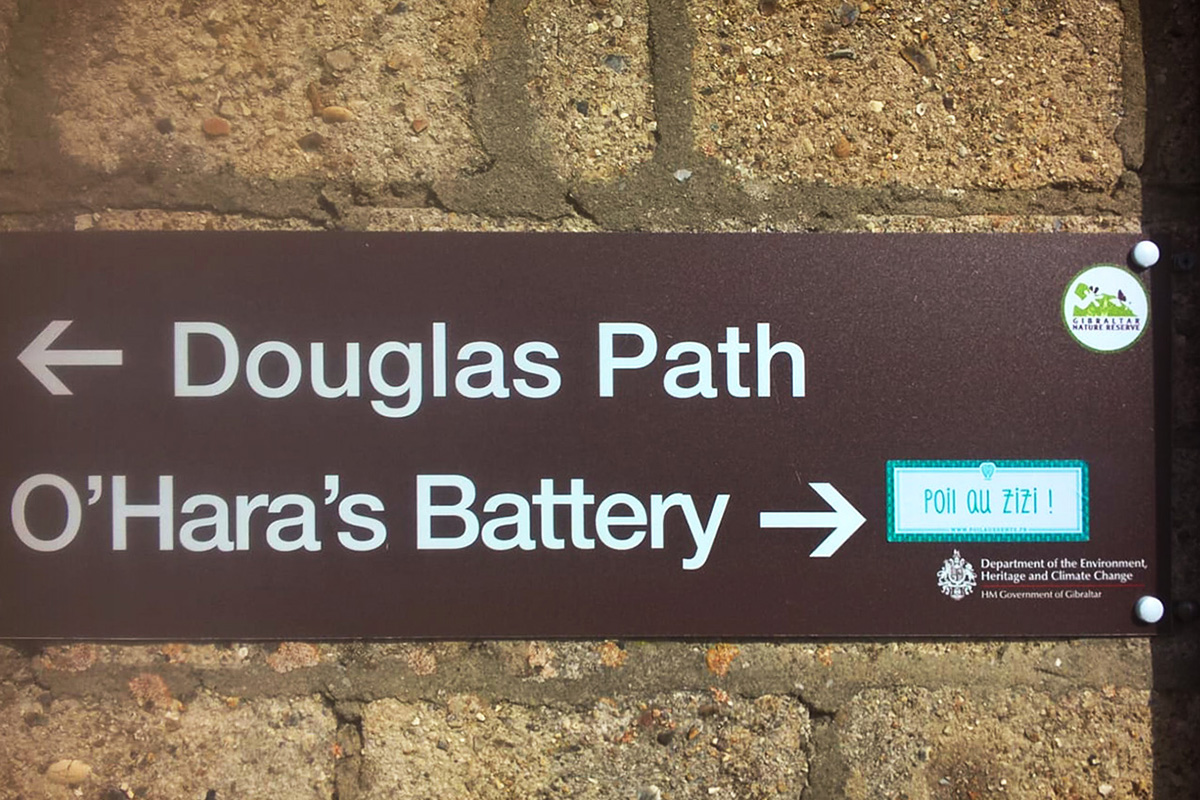 ← Douglas Path
O’Hara’s Battery →
GIBRALTAR
NATURE RESERVE
Poil au zizi !
Department of the Environment,
Heritage and Climate Change
HM Government of Gibraltar